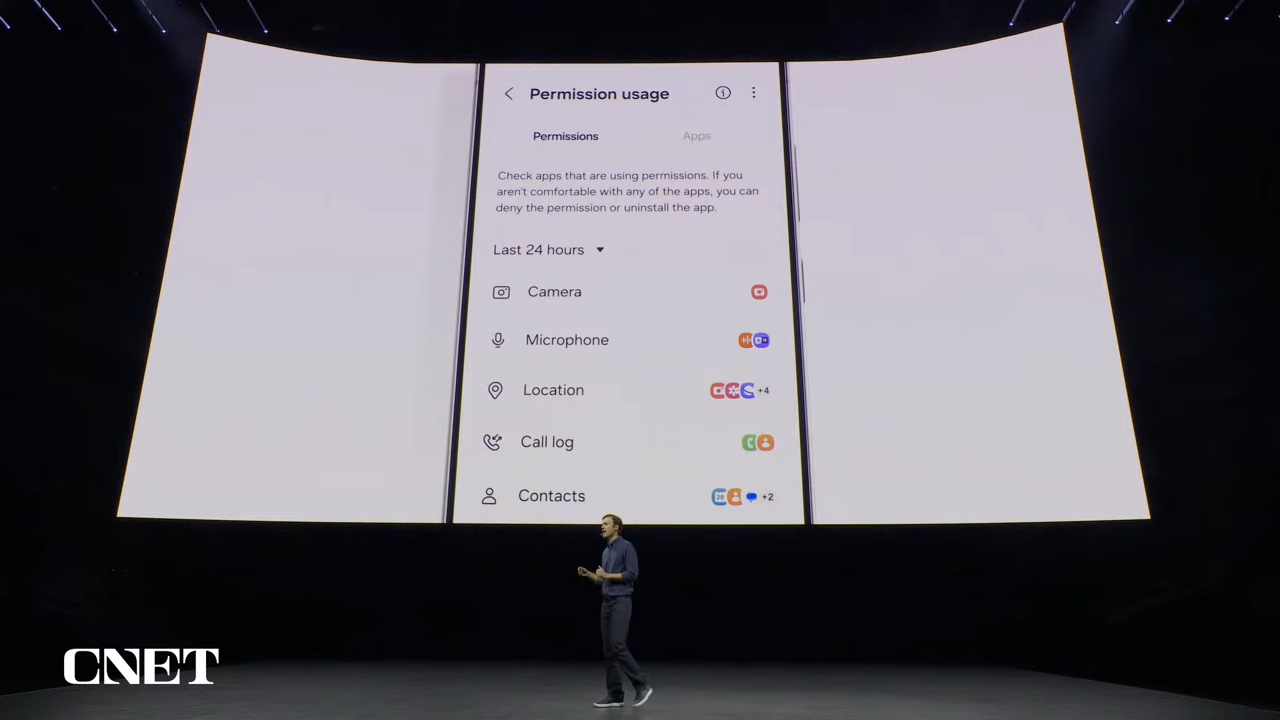 Permission usage
Permissions Apps
Check apps that are using permissions. If you
aren't comfortable with any of the apps, you can
deny the permission or uninstall the app.
Last 24 hours
Camera
Microphone
Location +4
Call log
Contacts 28 +2
CNET